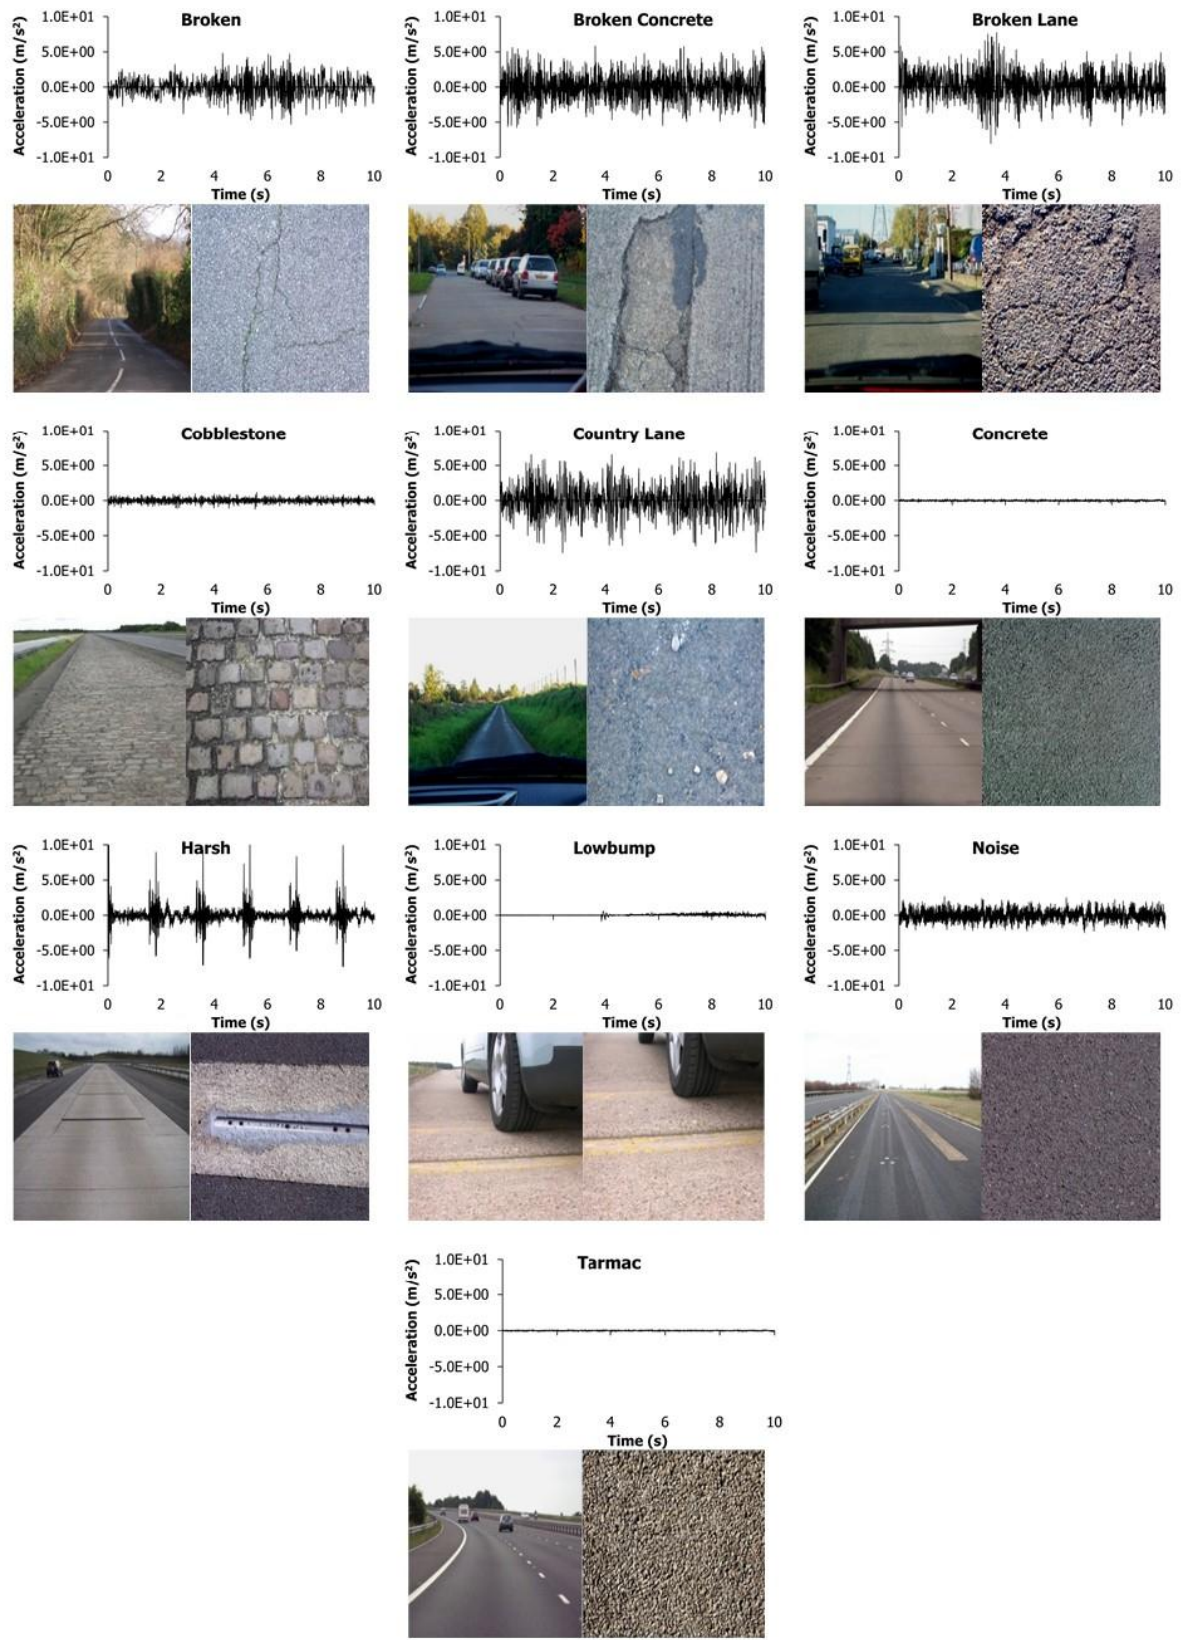 Broken
Acceleration (m/s²)
1.0E+01
5.0E+00
0.0E+00
-5.0E+00
-1.0E+01
0 2 4 6 8 10
Time (s)
Broken Concrete
Acceleration (m/s²)
1.0E+01
5.0E+00
0.0E+00
-5.0E+00
-1.0E+01
0 2 4 6 8 10
Time (s)
Broken Lane
Acceleration (m/s²)
1.0E+01
5.0E+00
0.0E+00
-5.0E+00
-1.0E+01
0 2 4 6 8 10
Time (s)
Cobblestone
Acceleration (m/s²)
1.0E+01
5.0E+00
0.0E+00
-5.0E+00
-1.0E+01
0 2 4 6 8 10
Time (s)
Country Lane
Acceleration (m/s²)
1.0E+01
5.0E+00
0.0E+00
-5.0E+00
-1.0E+01
0 2 4 6 8 10
Time (s)
Concrete
Acceleration (m/s²)
1.0E+01
5.0E+00
0.0E+00
-5.0E+00
-1.0E+01
0 2 4 6 8 10
Time (s)
Harsh
Acceleration (m/s²)
1.0E+01
5.0E+00
0.0E+00
-5.0E+00
-1.0E+01
0 2 4 6 8 10
Time (s)
Lowbump
Acceleration (m/s²)
1.0E+01
5.0E+00
0.0E+00
-5.0E+00
-1.0E+01
0 2 4 6 8 10
Time (s)
Noise
Acceleration (m/s²)
1.0E+01
5.0E+00
0.0E+00
-5.0E+00
-1.0E+01
0 2 4 6 8 10
Time (s)
Tarmac
Acceleration (m/s²)
1.0E+01
5.0E+00
0.0E+00
-5.0E+00
-1.0E+01
0 2 4 6 8 10
Time (s)